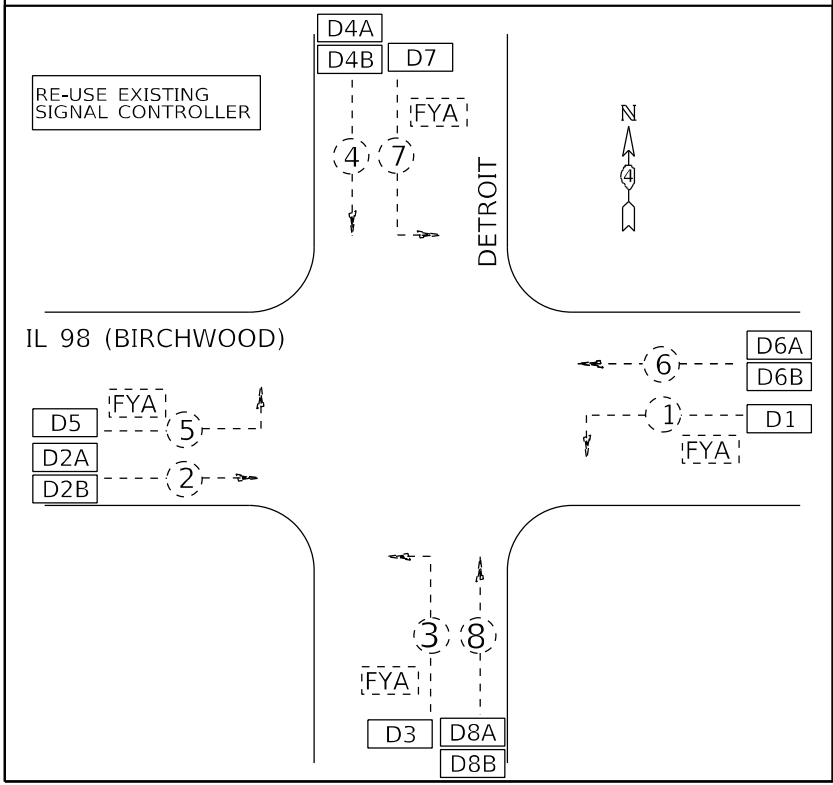 D4A
D4B
D7
RE-USE EXISTING
SIGNAL CONTROLLER
FYA
N
4
4
7
DETROIT
IL 98 (BIRCHWOOD)
6
D6A
D6B
FYA
D5
5
1
D1
FYA
D2A
D2B
2
3
8
FYA
D3
D8A
D8B